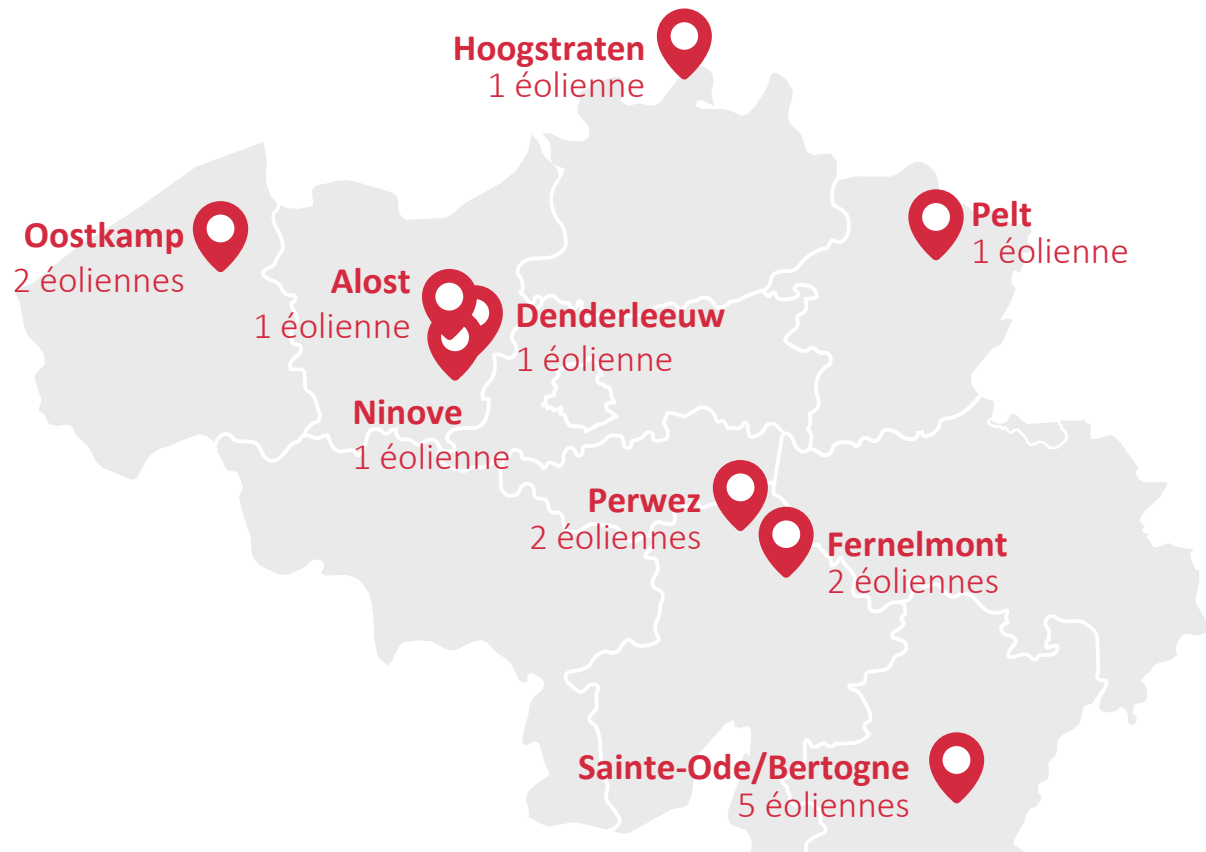 Hoogstraten
1 éolienne
Oostkamp
2 éoliennes
Pelt
1 éolienne
Alost
1 éolienne
Denderleeuw
1 éolienne
Ninove
1 éolienne
Perwez
2 éoliennes
Fernelmont
2 éoliennes
Sainte-Ode/Bertogne
5 éoliennes